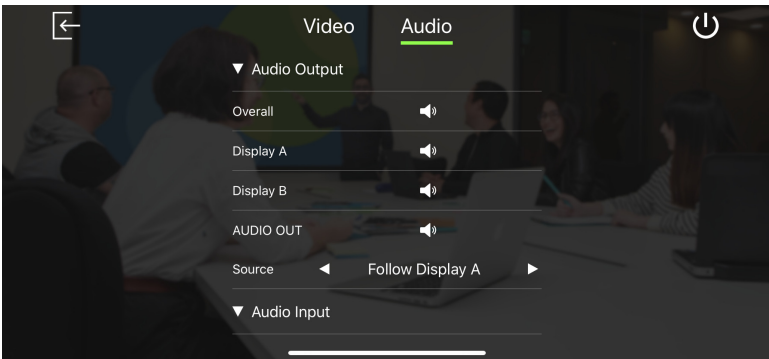 Video Audio
Audio Output
Overall
Display A
Display B
AUDIO OUT
Source Follow Display A
Audio Input